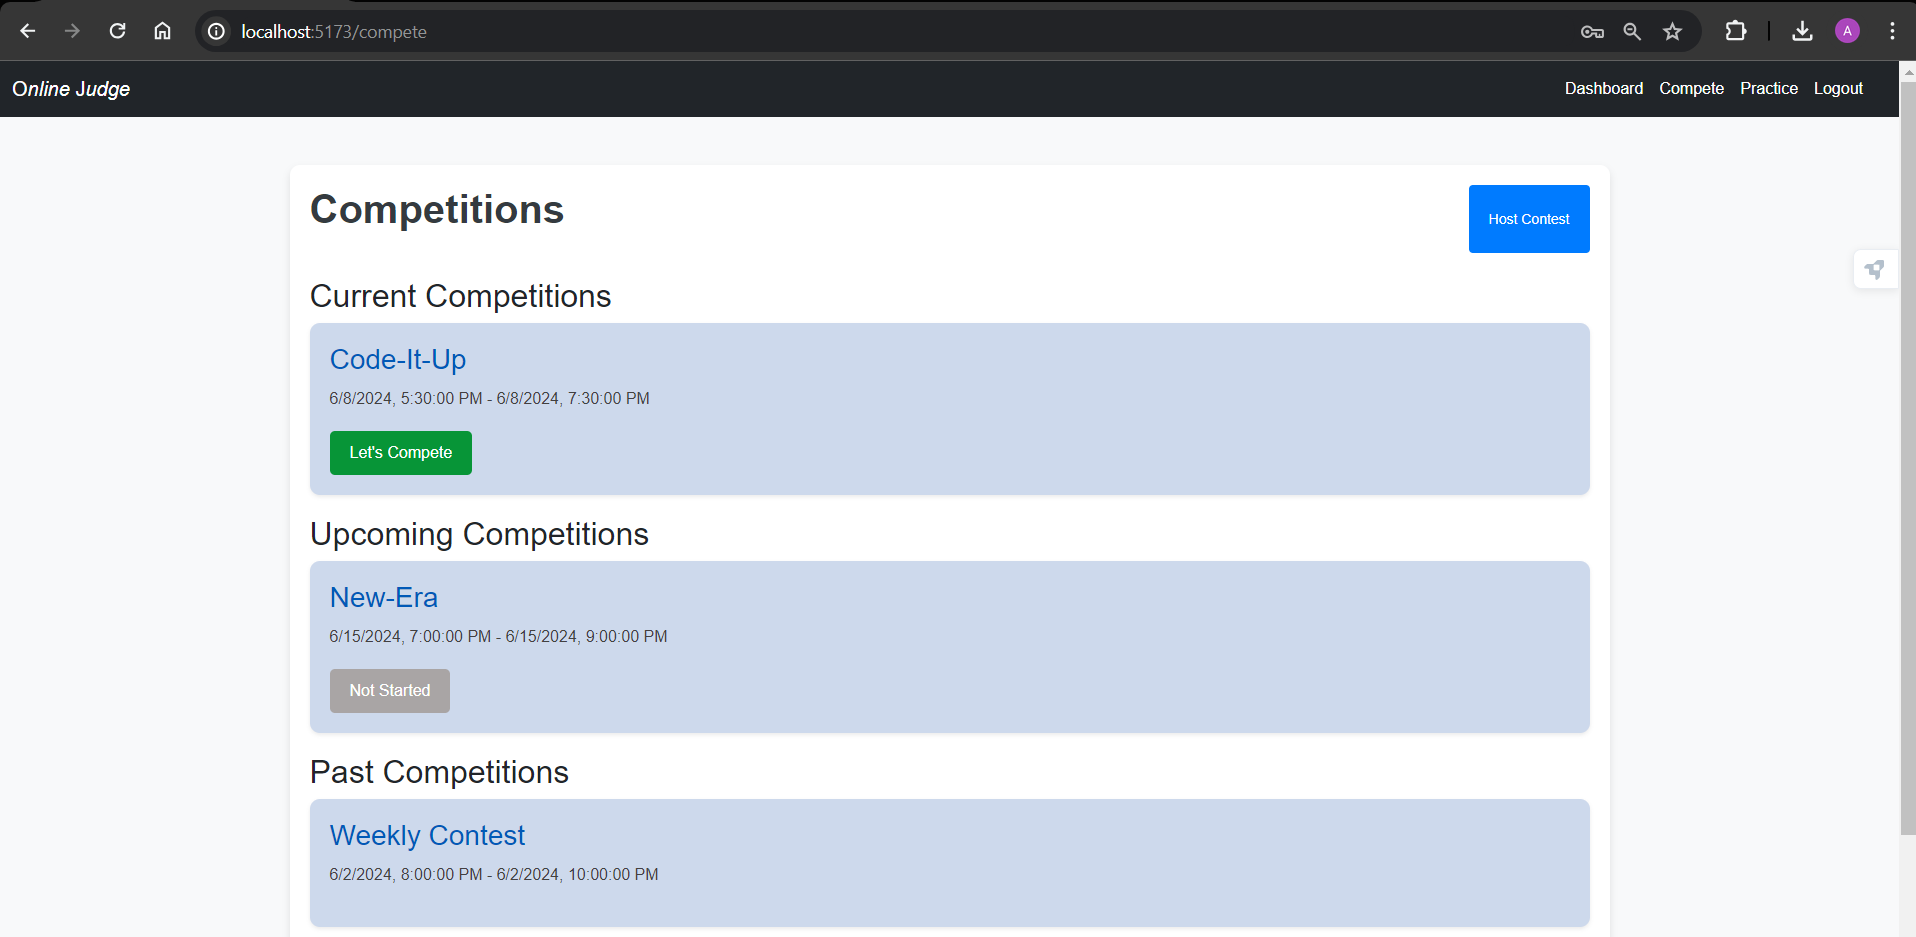 localhost:5173/compete
A
Online Judge
Dashboard Compete Practice Logout
Competitions
Host Contest
Current Competitions
Code-It-Up
6/8/2024, 5:30:00 PM - 6/8/2024, 7:30:00 PM
Let's Compete
Upcoming Competitions
New-Era
6/15/2024, 7:00:00 PM - 6/15/2024, 9:00:00 PM
Not Started
Past Competitions
Weekly Contest
6/2/2024, 8:00:00 PM - 6/2/2024, 10:00:00 PM